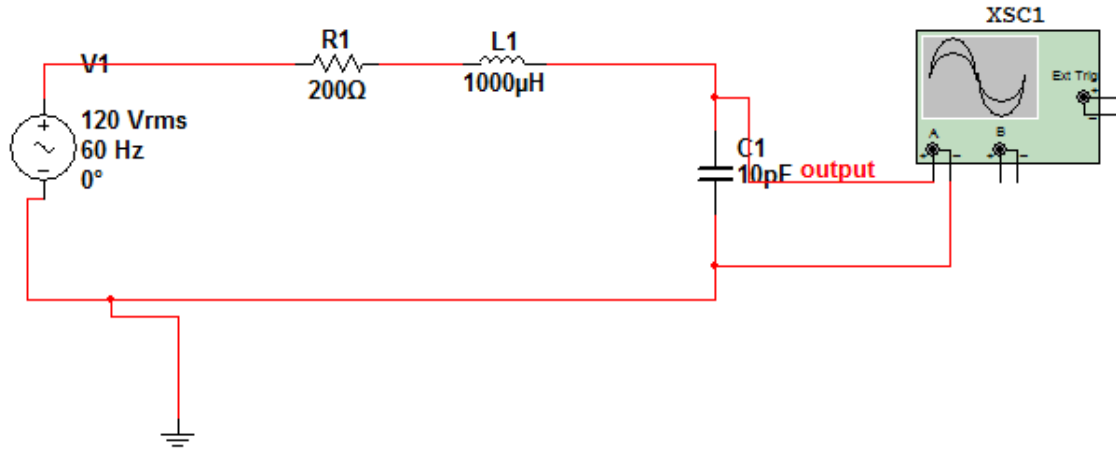 XSC1
V1
R1
L1
200Ω
1000µH
Ext Trig
+
−
A
B
+ − + −
120 Vrms
60 Hz
0°
C1
10pF output